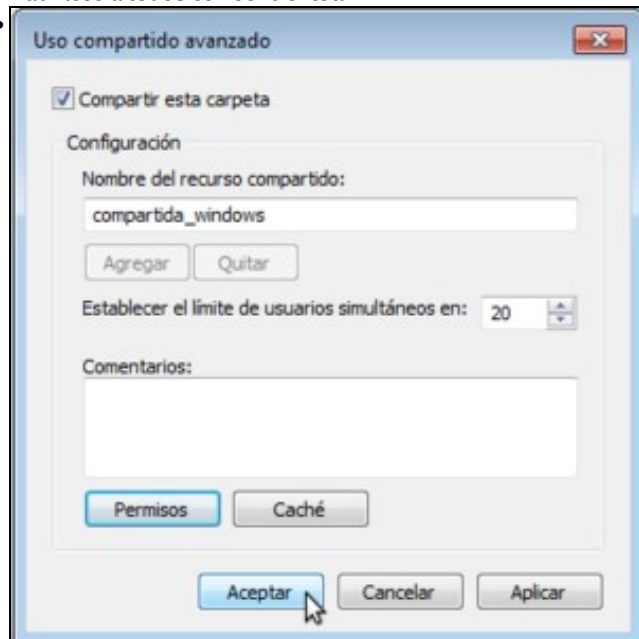 Uso compartido avanzado
Compartir esta carpeta
Configuración
Nombre del recurso compartido:
compartida_windows
Agregar Quitar
Establecer el límite de usuarios simultáneos en: 20
Comentarios:
Permisos Caché
Aceptar Cancelar Aplicar